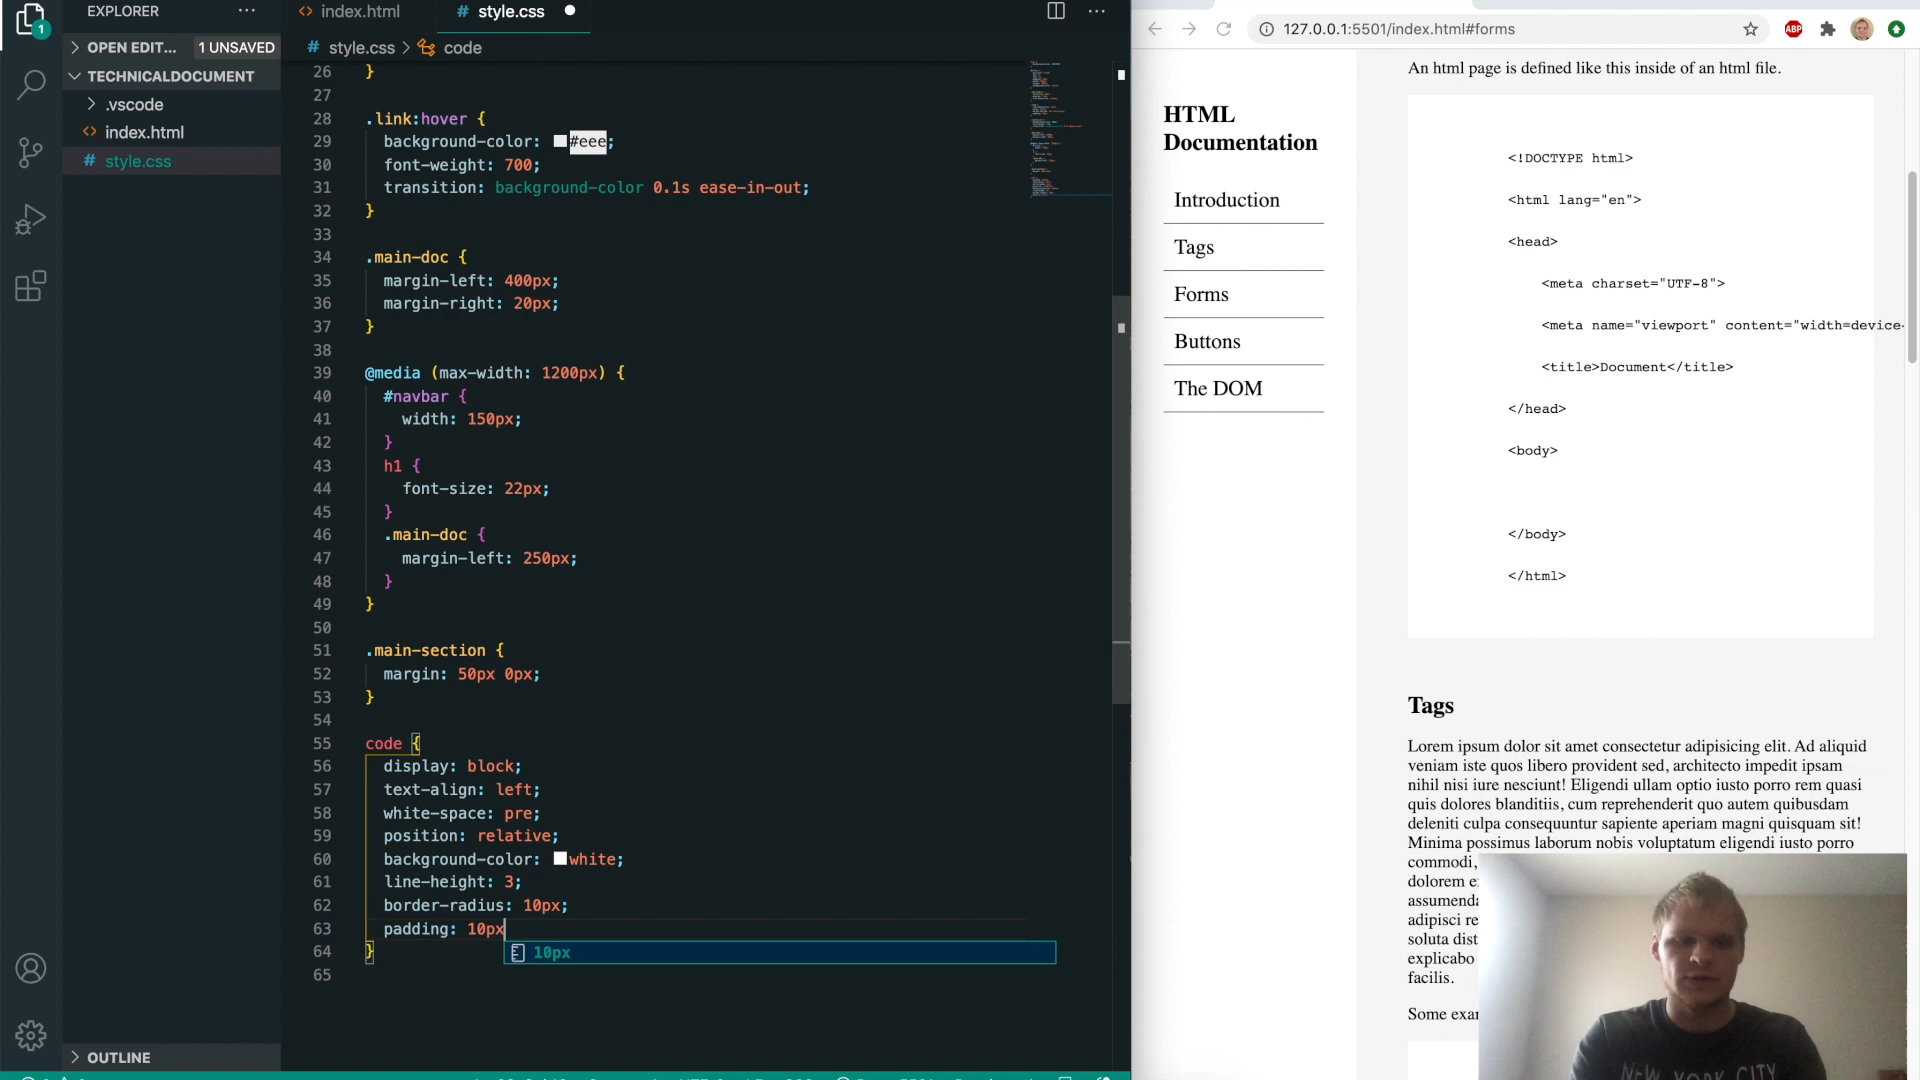 EXPLORER
OPEN EDIT...
1 UNSAVED
TECHNICALDOCUMENT
.vscode
index.html
style.css
OUTLINE
1
index.html
# style.css
# style.css > code
26 }
27
28 .link:hover {
29 background-color: #eee;
30 font-weight: 700;
31 transition: background-color 0.1s ease-in-out;
32 }
33
34 .main-doc {
35 margin-left: 400px;
36 margin-right: 20px;
37 }
38
39 @media (max-width: 1200px) {
40 #navbar {
41 width: 150px;
42 }
43 h1 {
44 font-size: 22px;
45 }
46 .main-doc {
47 margin-left: 250px;
48 }
49 }
50
51 .main-section {
52 margin: 50px 0px;
53 }
54
55 code {
56 display: block;
57 text-align: left;
58 white-space: pre;
59 position: relative;
60 background-color: white;
61 line-height: 3;
62 border-radius: 10px;
63 padding: 10px
64 }
10px
65
127.0.0.1:5501/index.html#forms
ABP
HTML
Documentation
Introduction
Tags
Forms
Buttons
The DOM
An html page is defined like this inside of an html file.
<!DOCTYPE html>
<html lang="en">
<head>
<meta charset="UTF-8">
<meta name="viewport" content="width=device-
<title>Document</title>
</head>
<body>
</body>
</html>
Tags
Lorem ipsum dolor sit amet consectetur adipisicing elit. Ad aliquid
veniam iste quos libero provident sed, architecto impedit ipsam
nihil nisi iure nesciunt! Eligendi ullam optio iusto porro rem quasi
quis dolores blanditiis, cum reprehenderit quo autem quibusdam
deleniti culpa consequuntur sapiente aperiam magni quisquam sit!
Minima possimus laborum nobis voluptatum eligendi iusto porro
commodi,
dolorem e
assumenda
adipisci re
soluta dist
explicabo
facilis.
Some exa
NEW YORK CITY